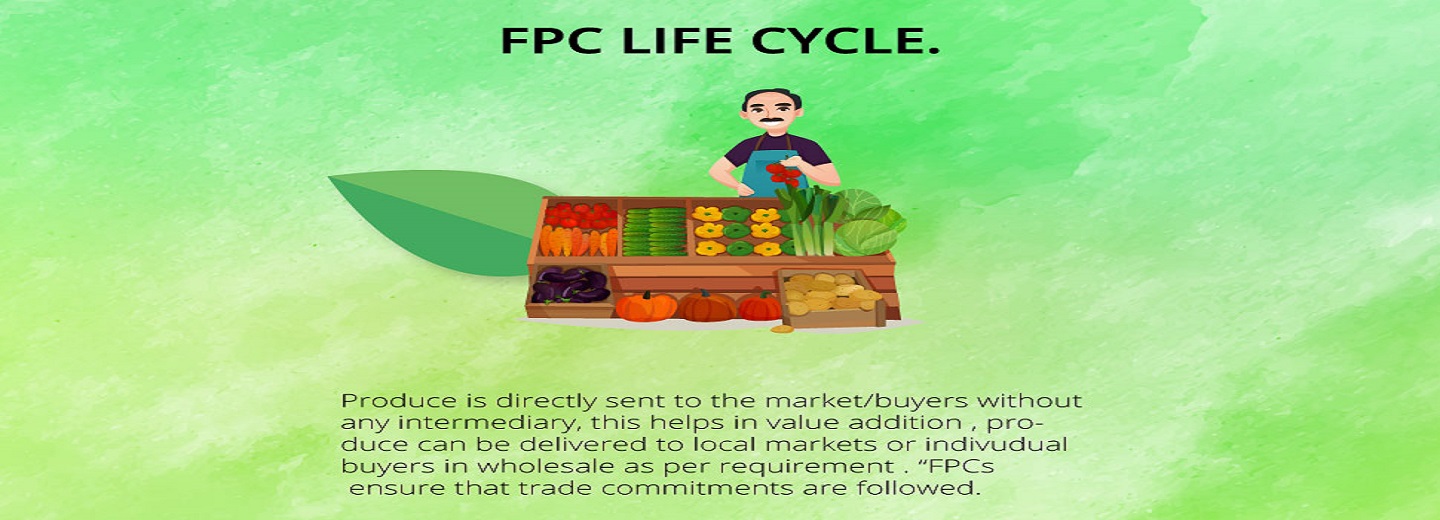 FPC LIFE CYCLE.
Produce is directly sent to the market/buyers without
any intermediary, this helps in value addition , pro-
duce can be delivered to local markets or indivudual
buyers in wholesale as per requirement . “FPCs
ensure that trade commitments are followed.